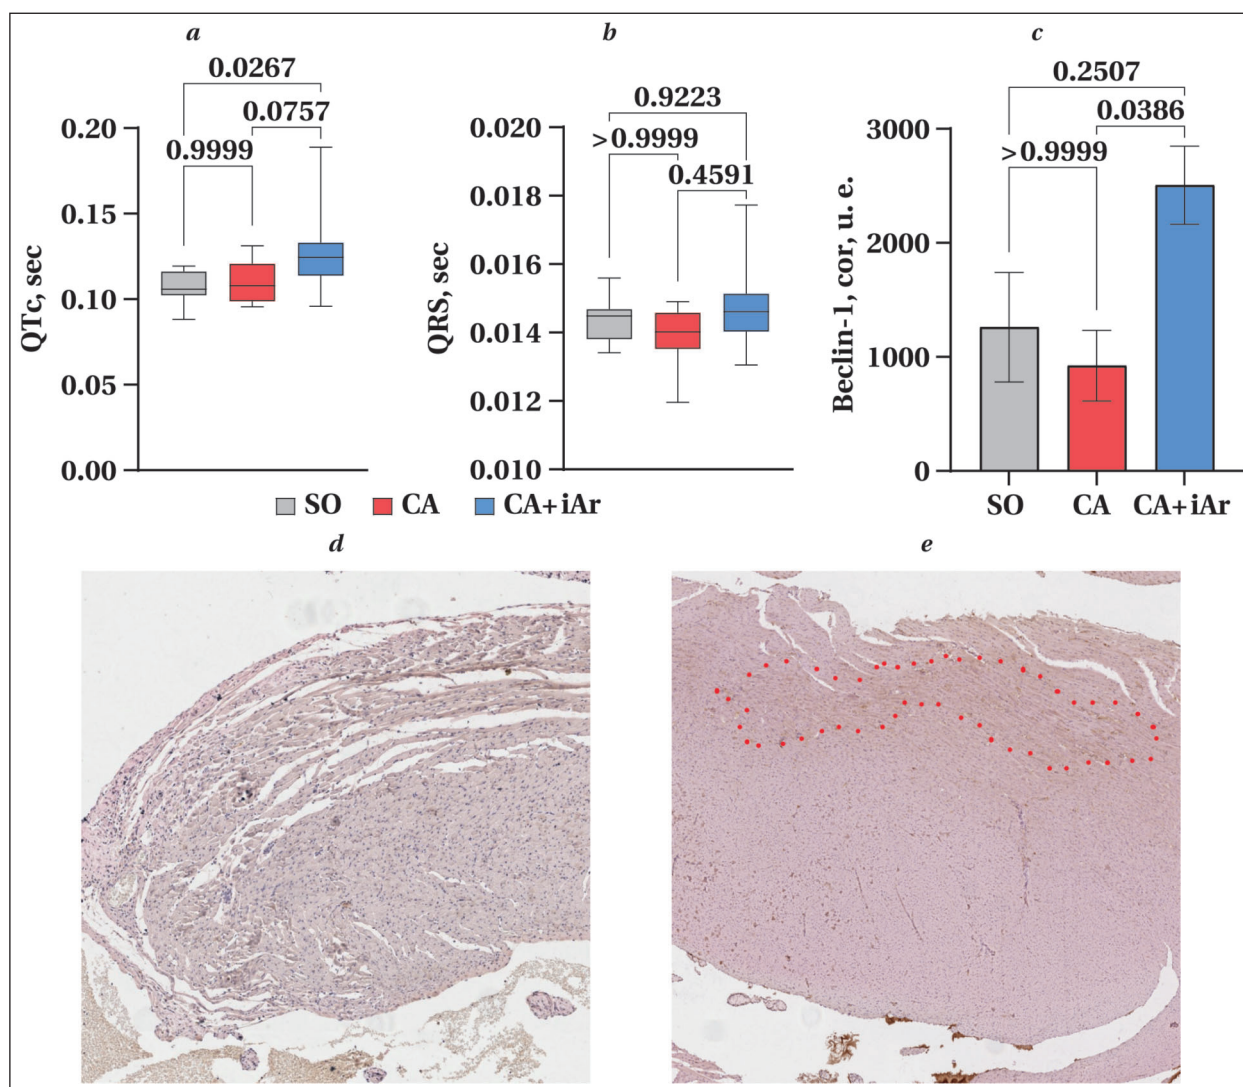 a
0.0267
0.0757
0.9999
0.20
0.15
0.10
0.05
0.00
QTc, sec
b
0.9223
>0.9999
0.4591
0.020
0.018
0.016
0.014
0.012
0.010
QRS, sec
c
0.2507
0.0386
>0.9999
3000
2000
1000
0
Beclin-1, cor, u. e.
SO CA CA+iAr
SO CA CA+iAr
d
e